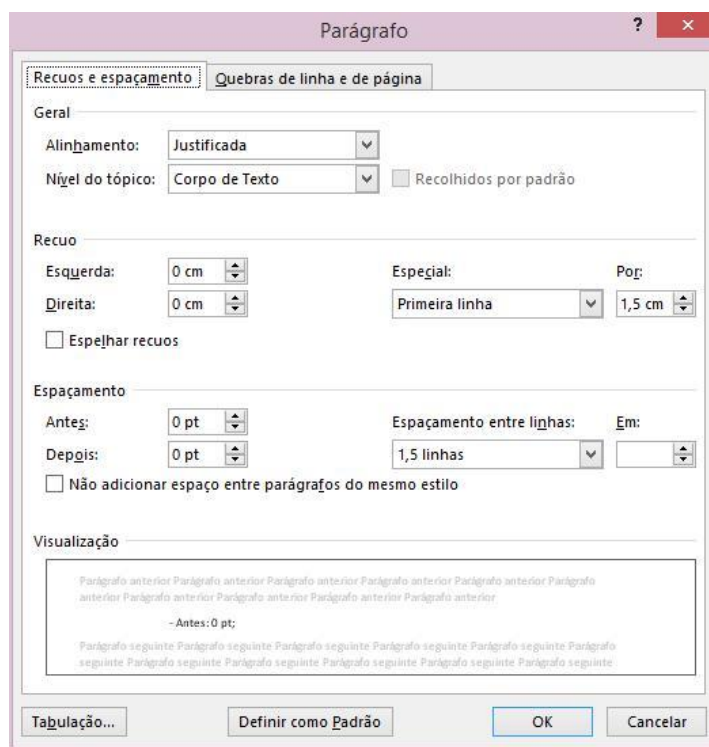 Parágrafo ? ×
Recuos e espaçamento Quebras de linha e de página
Geral
Alinhamento: Justificada
Nível do tópico: Corpo de Texto Recolhidos por padrão
Recuo
Esquerda: 0 cm Especial: Por:
Direita: 0 cm Primeira linha 1,5 cm
Espelhar recuos
Espaçamento
Antes: 0 pt Espaçamento entre linhas: Em:
Depois: 0 pt 1,5 linhas
Não adicionar espaço entre parágrafos do mesmo estilo
Visualização
Parágrafo anterior Parágrafo anterior Parágrafo anterior Parágrafo anterior Parágrafo anterior Parágrafo
anterior Parágrafo anterior Parágrafo anterior Parágrafo anterior Parágrafo anterior
- Antes: 0 pt;
Parágrafo seguinte Parágrafo seguinte Parágrafo seguinte Parágrafo seguinte Parágrafo seguinte Parágrafo
seguinte Parágrafo seguinte Parágrafo seguinte Parágrafo seguinte Parágrafo seguinte Parágrafo seguinte
Tabulação... Definir como Padrão OK Cancelar